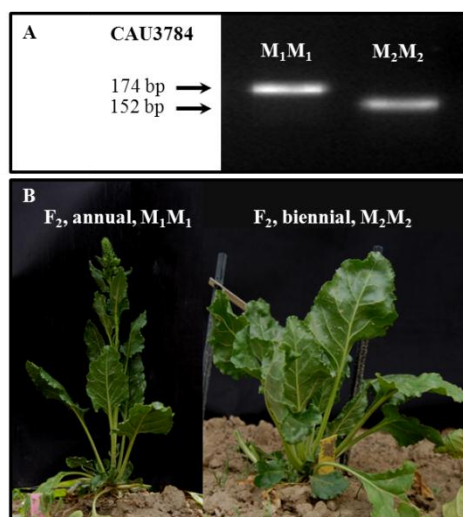 A
CAU3784
M₁M₁ M₂M₂
174 bp
152 bp
B
F₂, annual, M₁M₁ F₂, biennial, M₂M₂